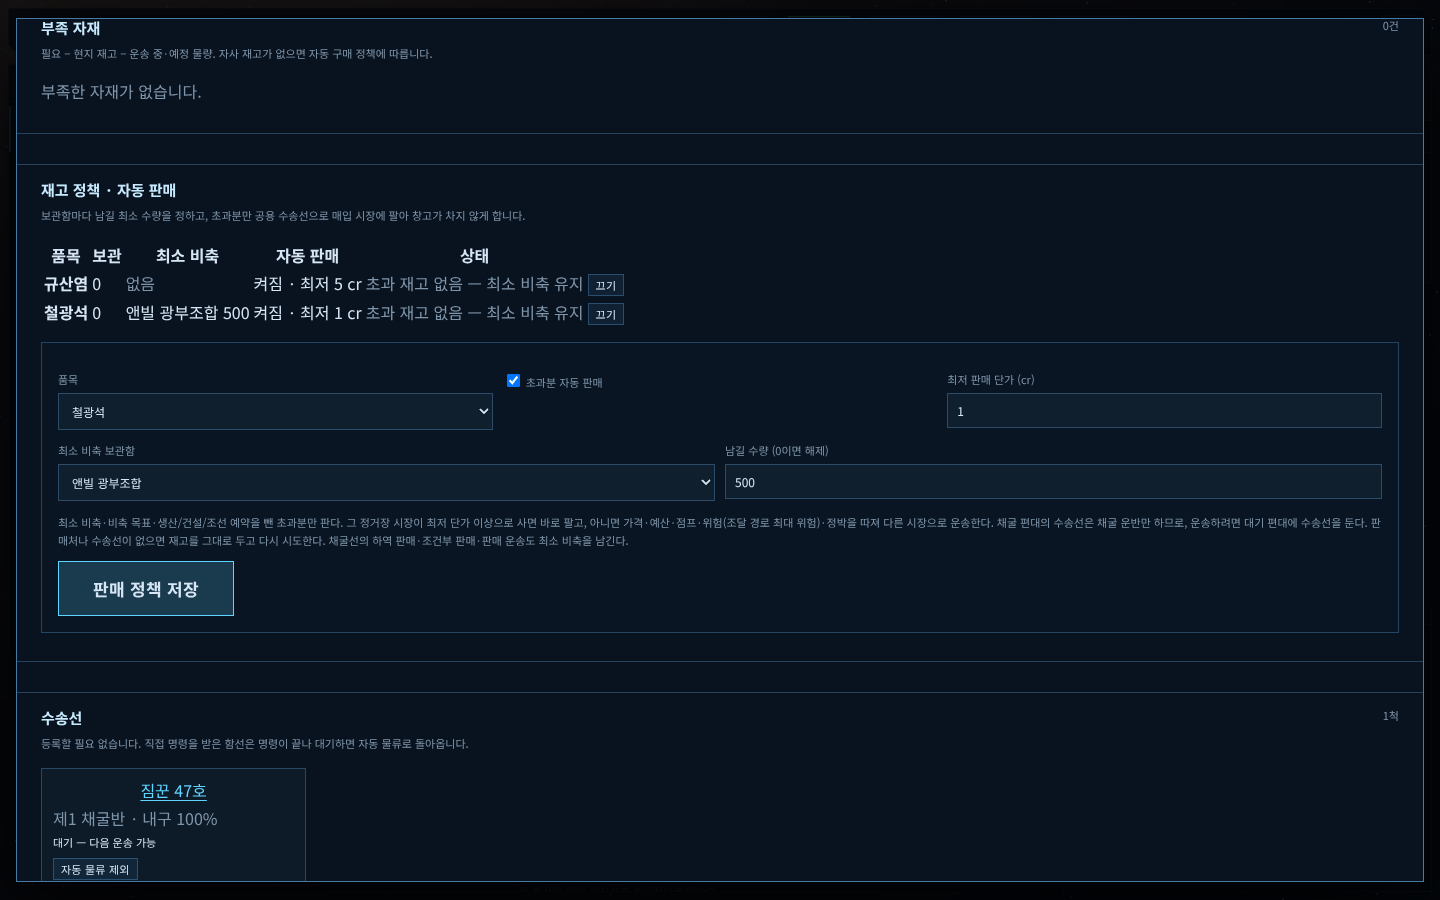 부족 자재
0건
필요 − 현지 재고 − 운송 중·예정 물량. 자사 재고가 없으면 자동 구매 정책에 따릅니다.
부족한 자재가 없습니다.
재고 정책 · 자동 판매
보관함마다 남길 최소 수량을 정하고, 초과분만 공용 수송선으로 매입 시장에 팔아 창고가 차지 않게 합니다.
품목 보관 최소 비축 자동 판매 상태
규산염 0 없음 켜짐 · 최저 5 cr 초과 재고 없음 — 최소 비축 유지 끄기
철광석 0 앤빌 광부조합 500 켜짐 · 최저 1 cr 초과 재고 없음 — 최소 비축 유지 끄기
품목 초과분 자동 판매 최저 판매 단가 (cr)
철광석 1
최소 비축 보관함 남길 수량 (0이면 해제)
앤빌 광부조합 500
최소 비축·비축 목표·생산/건설/조선 예약을 뺀 초과분만 판다. 그 정거장 시장이 최저 단가 이상으로 사면 바로 팔고, 아니면 가격·예산·점프·위험(조달 경로 최대 위험)·정박을 따져 다른 시장으로 운송한다. 채굴 편대의 수송선은 채굴 운반만 하므로, 운송하려면 대기 편대에 수송선을 둔다. 판
매처나 수송선이 없으면 재고를 그대로 두고 다시 시도한다. 채굴선의 하역 판매·조건부 판매·판매 운송도 최소 비축을 남긴다.
판매 정책 저장
수송선
1척
등록할 필요 없습니다. 직접 명령을 받은 함선은 명령이 끝나 대기하면 자동 물류로 돌아옵니다.
짐꾼 47호
제1 채굴반 · 내구 100%
대기 — 다음 운송 가능
자동 물류 제외